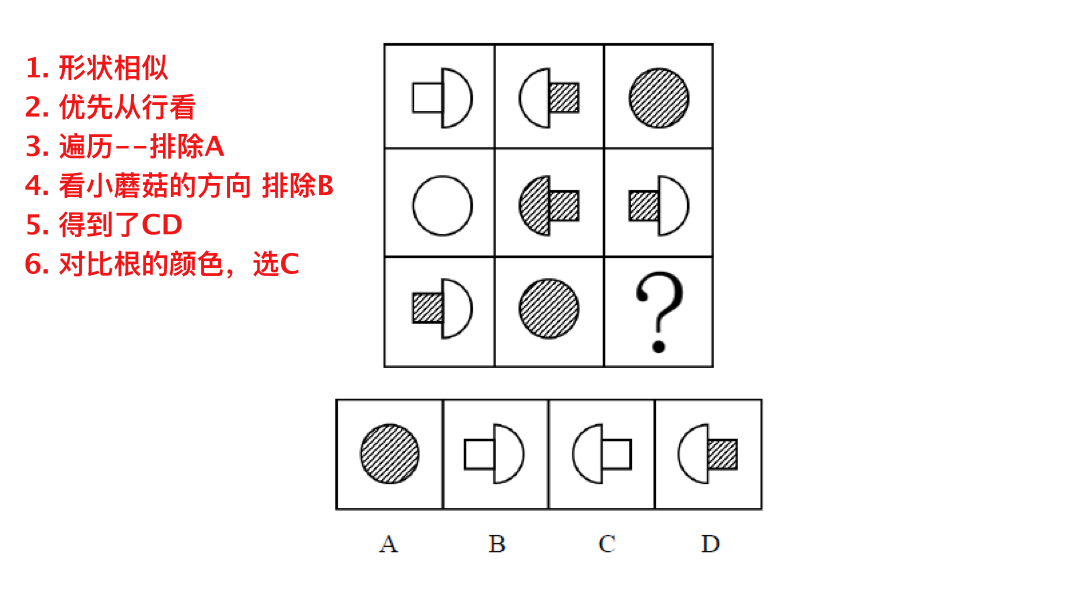 1. 形状相似
2. 优先从行看
3. 遍历--排除A
4. 看小蘑菇的方向 排除B
5. 得到了CD
6. 对比根的颜色，选C
?
A B C D